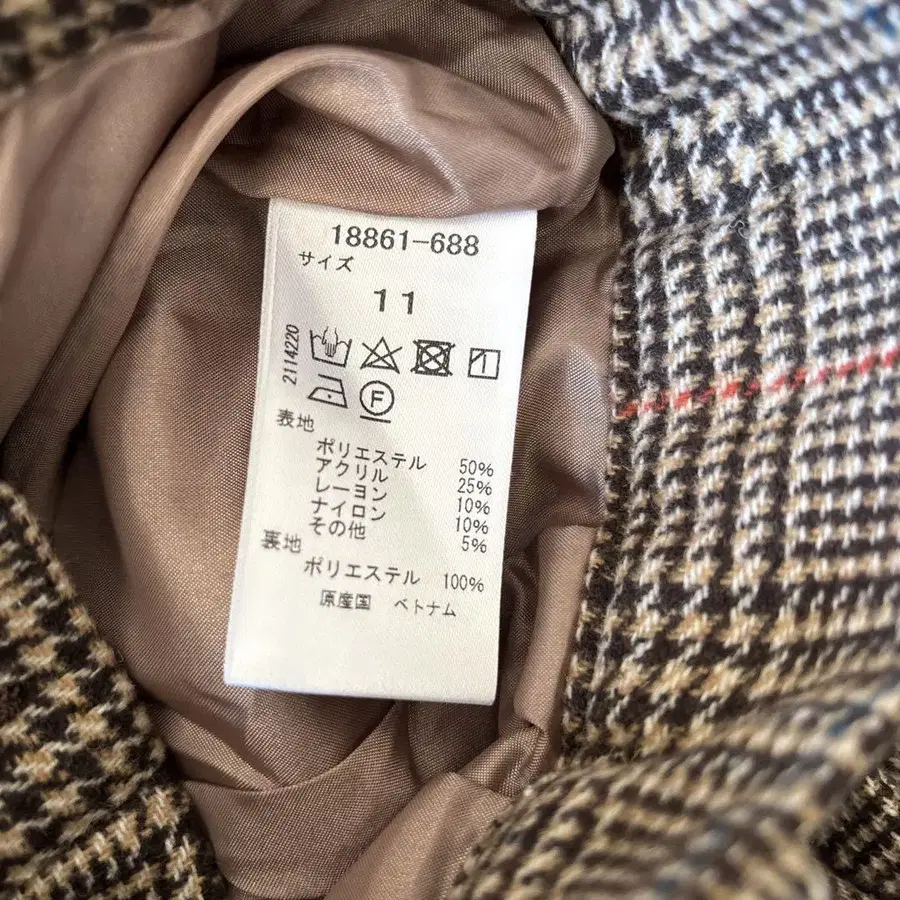 18861-688
サイズ
11
2114220
F
表地
ポリエステル 50%
アクリル 25%
レーヨン 10%
ナイロン 10%
その他 5%
裏地
ポリエステル 100%
原産国 ベトナム